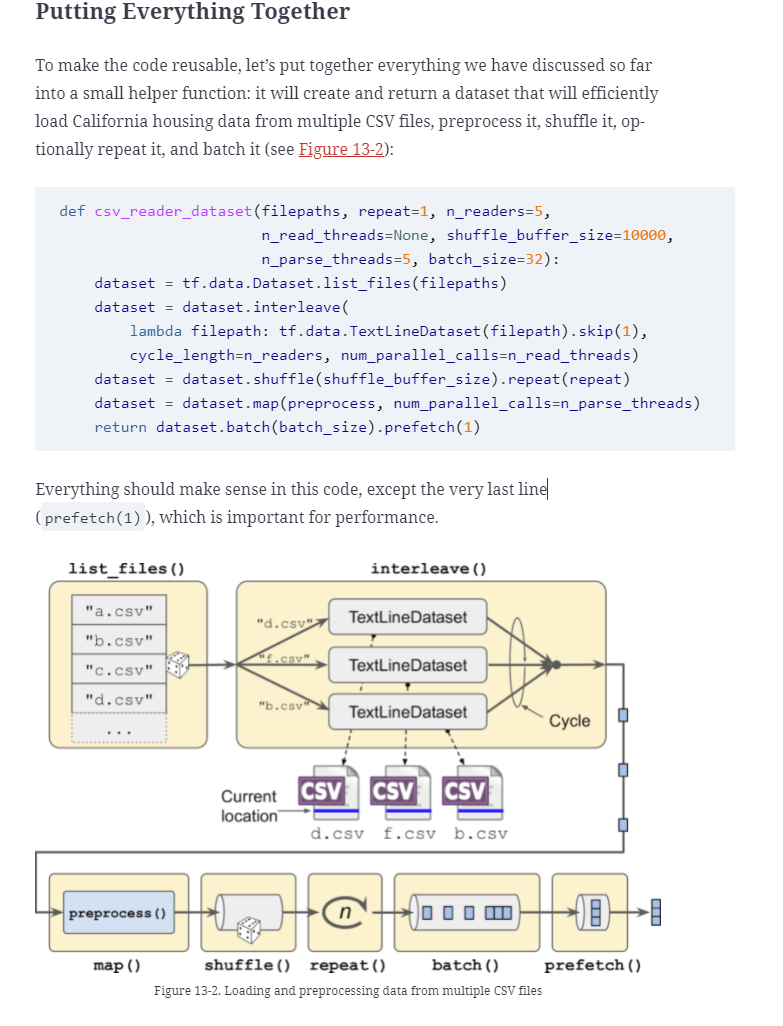 Putting Everything Together
To make the code reusable, let’s put together everything we have discussed so far
into a small helper function: it will create and return a dataset that will efficiently
load California housing data from multiple CSV files, preprocess it, shuffle it, op-
tionally repeat it, and batch it (see Figure 13-2):
def csv_reader_dataset(filepaths, repeat=1, n_readers=5,
n_read_threads=None, shuffle_buffer_size=10000,
n_parse_threads=5, batch_size=32):
dataset = tf.data.Dataset.list_files(filepaths)
dataset = dataset.interleave(
lambda filepath: tf.data.TextLineDataset(filepath).skip(1),
cycle_length=n_readers, num_parallel_calls=n_read_threads)
dataset = dataset.shuffle(shuffle_buffer_size).repeat(repeat)
dataset = dataset.map(preprocess, num_parallel_calls=n_parse_threads)
return dataset.batch(batch_size).prefetch(1)
Everything should make sense in this code, except the very last line
(prefetch(1)), which is important for performance.
list_files()
"a.csv"
"b.csv"
"c.csv"
"d.csv"
...
interleave()
"d.csv"
"f.csv"
"b.csv"
TextLineDataset
TextLineDataset
TextLineDataset
Cycle
Current
location
CSV
CSV
CSV
d.csv
f.csv
b.csv
preprocess()
n
map()
shuffle()
repeat()
batch()
prefetch()
Figure 13-2. Loading and preprocessing data from multiple CSV files